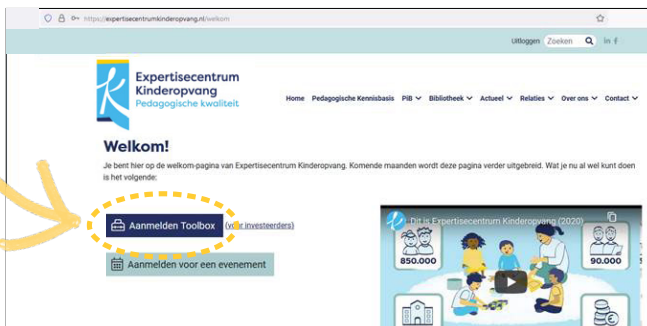 https://expertisecentrumkinderopvang.nl/welkom
Uitloggen Zoeken in f
Expertisecentrum
Kinderopvang
Pedagogische kwaliteit
Home Pedagogische Kennisbasis PiB Bibliotheek Actueel Relaties Over ons Contact
Welkom!
Je bent hier op de welkom-pagina van Expertisecentrum Kinderopvang. Komende maanden wordt deze pagina verder uitgebreid. Wat je nu al wel kunt doen
is het volgende:
Aanmelden Toolbox (voor investeerders)
Aanmelden voor een evenement
Dit is Expertisecentrum Kinderopvang (2020)
850.000
90.000